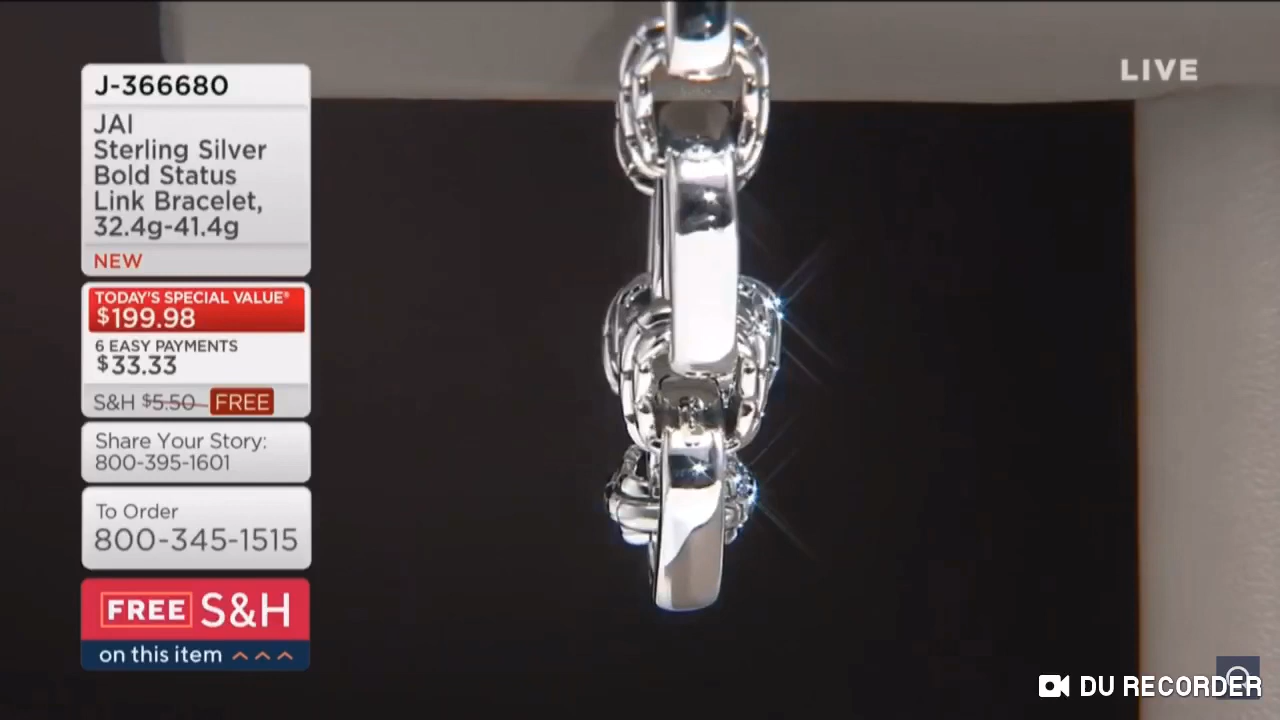 J-366680
JAI
Sterling Silver
Bold Status
Link Bracelet,
32.4g-41.4g
NEW
TODAY'S SPECIAL VALUE®
$199.98
6 EASY PAYMENTS
$33.33
S&H $5.50 FREE
Share Your Story:
800-395-1601
To Order
800-345-1515
FREE S&H
on this item
LIVE
DU RECORDER